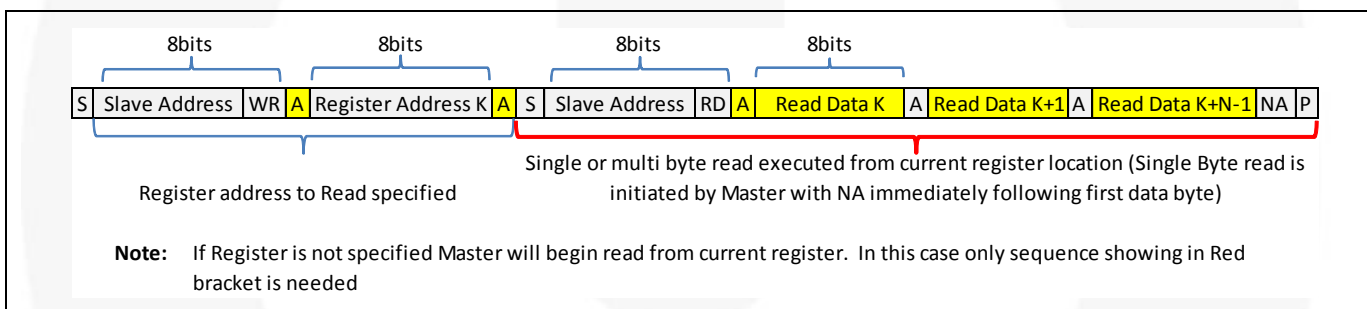 8bits 8bits 8bits 8bits
S Slave Address WR A Register Address K A S Slave Address RD A Read Data K A Read Data K+1 A Read Data K+N-1 NA P
Single or multi byte read executed from current register location (Single Byte read is
Register address to Read specified initiated by Master with NA immediately following first data byte)
Note: If Register is not specified Master will begin read from current register. In this case only sequence showing in Red
bracket is needed